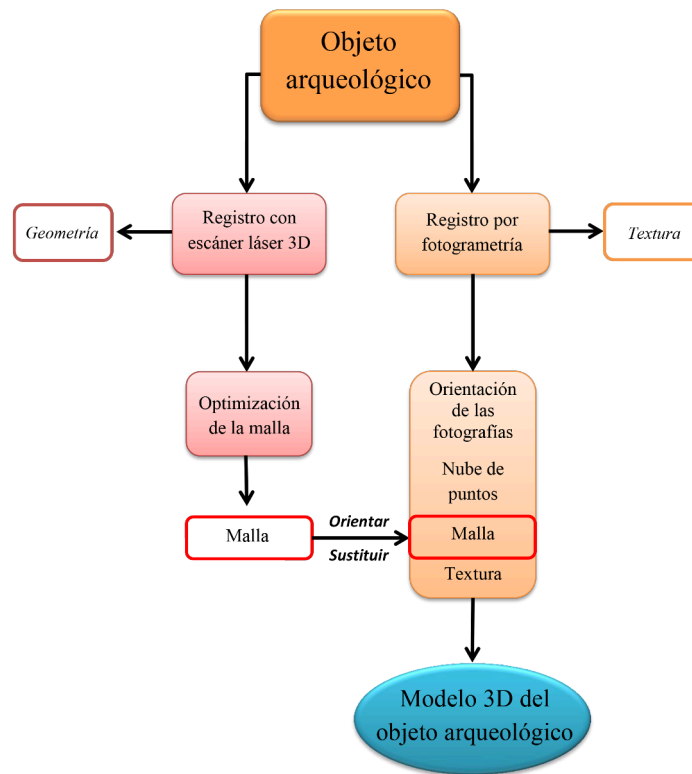 Objeto
arqueológico
Geometría
Registro con
escáner láser 3D
Registro por
fotogrametría
Textura
Optimización
de la malla
Orientación
de las
fotografías
Nube de
puntos
Malla
Orientar
Sustituir
Malla
Textura
Modelo 3D del
objeto arqueológico